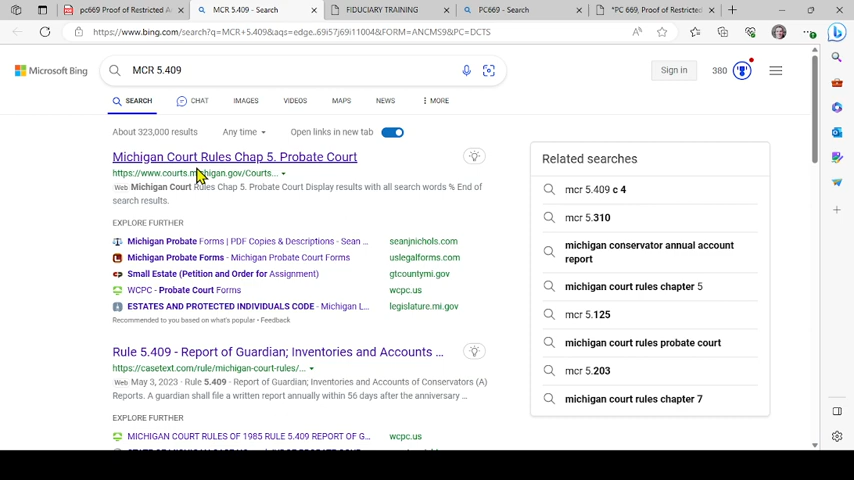 pc669 Proof of Restricted A
MCR 5.409 - Search
FIDUCIARY TRAINING
PC669 - Search
*PC 669, Proof of Restricted
https://www.bing.com/search?q=MCR+5.409&aqs=edge..69i57j69i11004&FORM=ANCMS9&PC=DCTS
Microsoft Bing
MCR 5.409
Sign in
380
SEARCH
CHAT
IMAGES
VIDEOS
MAPS
NEWS
MORE
About 323,000 results
Any time
Open links in new tab
Michigan Court Rules Chap 5. Probate Court
https://www.courts.michigan.gov/Courts...
Web Michigan Court Rules Chap 5. Probate Court Display results with all search words % End of
search results.
EXPLORE FURTHER
Michigan Probate Forms | PDF Copies & Descriptions - Sean ... seanjnichols.com
Michigan Probate Forms - Michigan Probate Court Forms uslegalforms.com
Small Estate (Petition and Order for Assignment) gtcountymi.gov
WCPC - Probate Court Forms wcpc.us
ESTATES AND PROTECTED INDIVIDUALS CODE - Michigan L... legislature.mi.gov
Recommended to you based on what's popular • Feedback
Rule 5.409 - Report of Guardian; Inventories and Accounts ...
https://casetext.com/rule/michigan-court-rules/...
Web May 3, 2023 · Rule 5.409 - Report of Guardian; Inventories and Accounts of Conservators (A)
Reports. A guardian shall file a written report annually within 56 days after the anniversary ...
EXPLORE FURTHER
MICHIGAN COURT RULES OF 1985 RULE 5.409 REPORT OF G... wcpc.us
Related searches
mcr 5.409 c 4
mcr 5.310
michigan conservator annual account
report
michigan court rules chapter 5
mcr 5.125
michigan court rules probate court
mcr 5.203
michigan court rules chapter 7